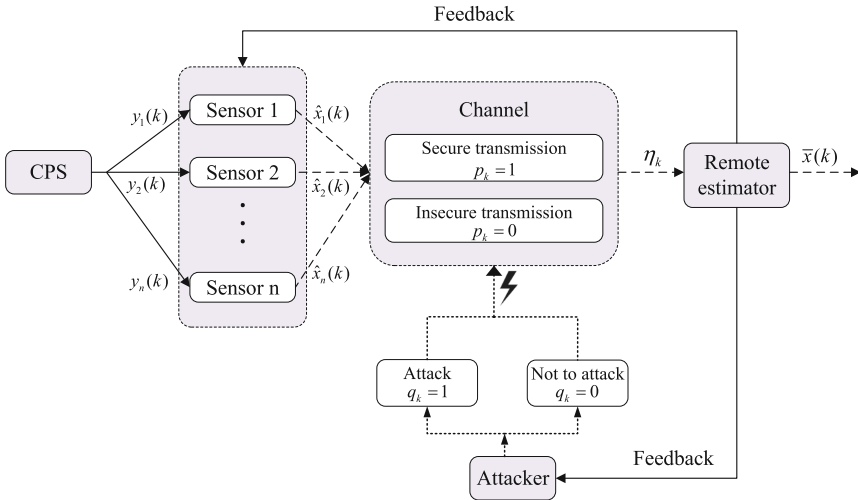 Feedback
y₁(k)
Sensor 1
x̂₁(k)
Channel
Secure transmission
pₖ = 1
CPS
y₂(k)
Sensor 2
x̂₂(k)
ηₖ
Remote
estimator
x̅(k)
Insecure transmission
pₖ = 0
yₙ(k)
Sensor n
x̂ₙ(k)
Attack
qₖ = 1
Not to attack
qₖ = 0
Feedback
Attacker